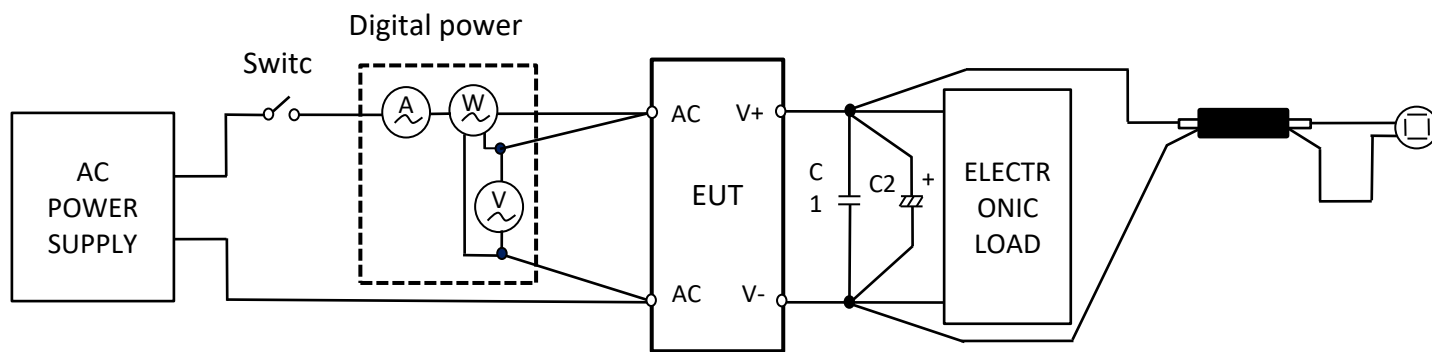 Digital power
Switc
A
W
V
AC
POWER
SUPPLY
AC
V+
EUT
AC
V-
C
1
C2
+
ELECTR
ONIC
LOAD